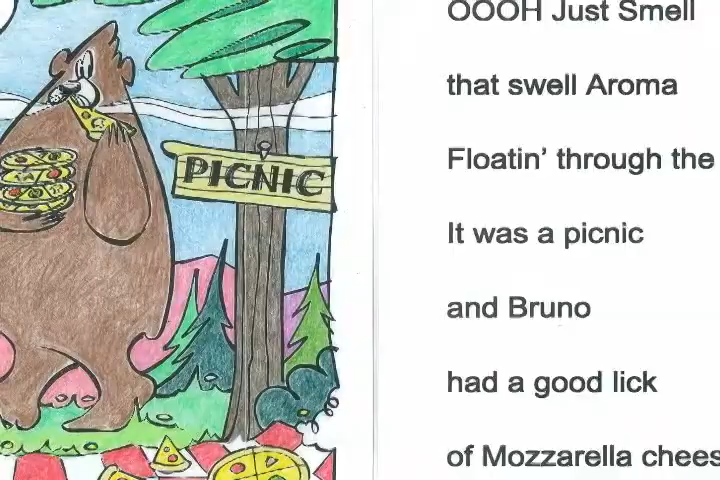 PICNIC
OOOH Just Smell
that swell Aroma
Floatin' through the
It was a picnic
and Bruno
had a good lick
of Mozzarella chees